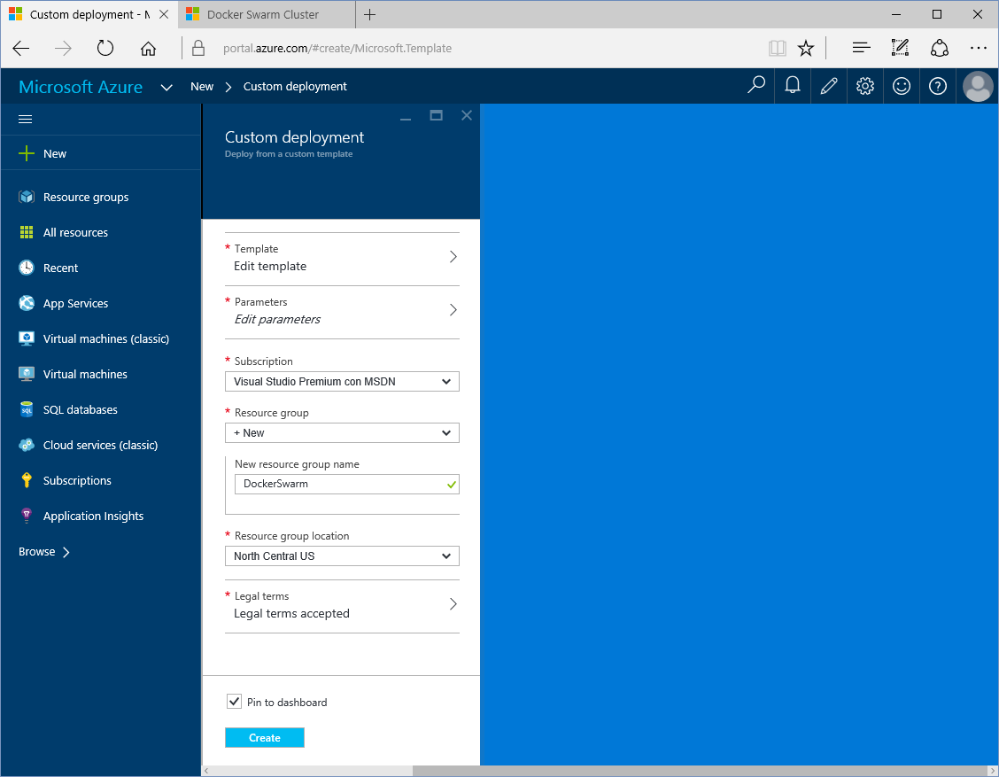 Custom deployment - M
Docker Swarm Cluster
portal.azure.com/#create/Microsoft.Template
Microsoft Azure
New
Custom deployment
New
Resource groups
All resources
Recent
App Services
Virtual machines (classic)
Virtual machines
SQL
SQL databases
Cloud services (classic)
Subscriptions
Application Insights
Browse
Custom deployment
Deploy from a custom template
* Template
Edit template
* Parameters
Edit parameters
* Subscription
Visual Studio Premium con MSDN
* Resource group
+ New
New resource group name
DockerSwarm
* Resource group location
North Central US
* Legal terms
Legal terms accepted
Pin to dashboard
Create